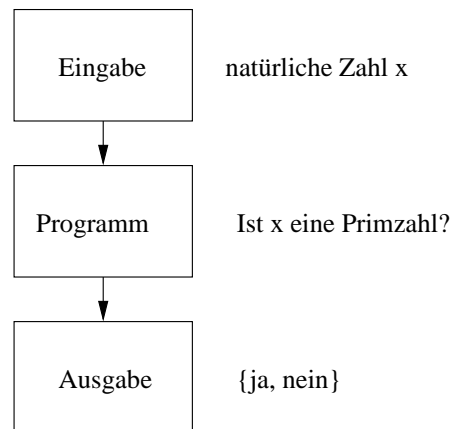 Eingabe natürliche Zahl x
Programm Ist x eine Primzahl?
Ausgabe {ja, nein}